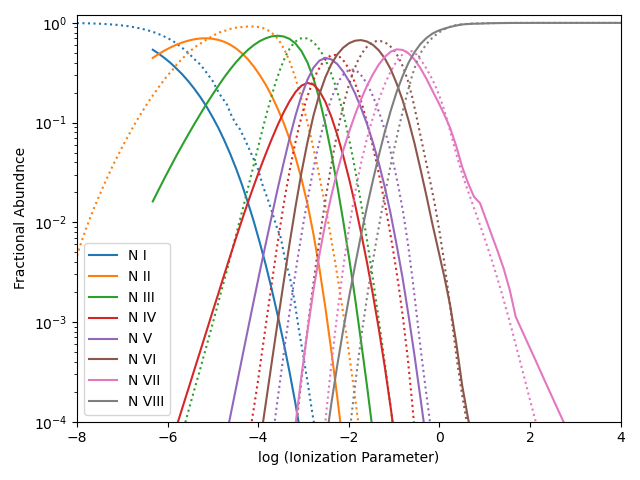 10⁰
10⁻¹
10⁻²
10⁻³
10⁻⁴
Fractional Abundnce
N I
N II
N III
N IV
N V
N VI
N VII
N VIII
−8 −6 −4 −2 0 2 4
log (Ionization Parameter)